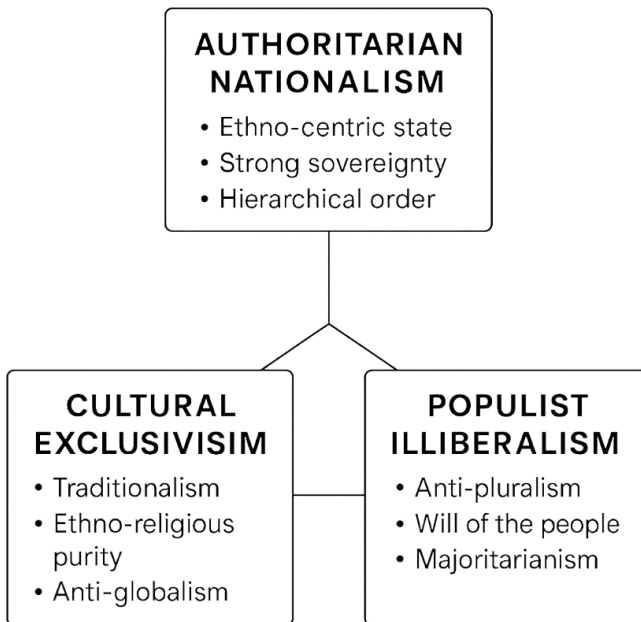 AUTHORITARIAN
NATIONALISM
• Ethno-centric state
• Strong sovereignty
• Hierarchical order
CULTURAL
EXCLUSIVISIM
• Traditionalism
• Ethno-religious
purity
• Anti-globalism
POPULIST
ILLIBERALISM
• Anti-pluralism
• Will of the people
• Majoritarianism